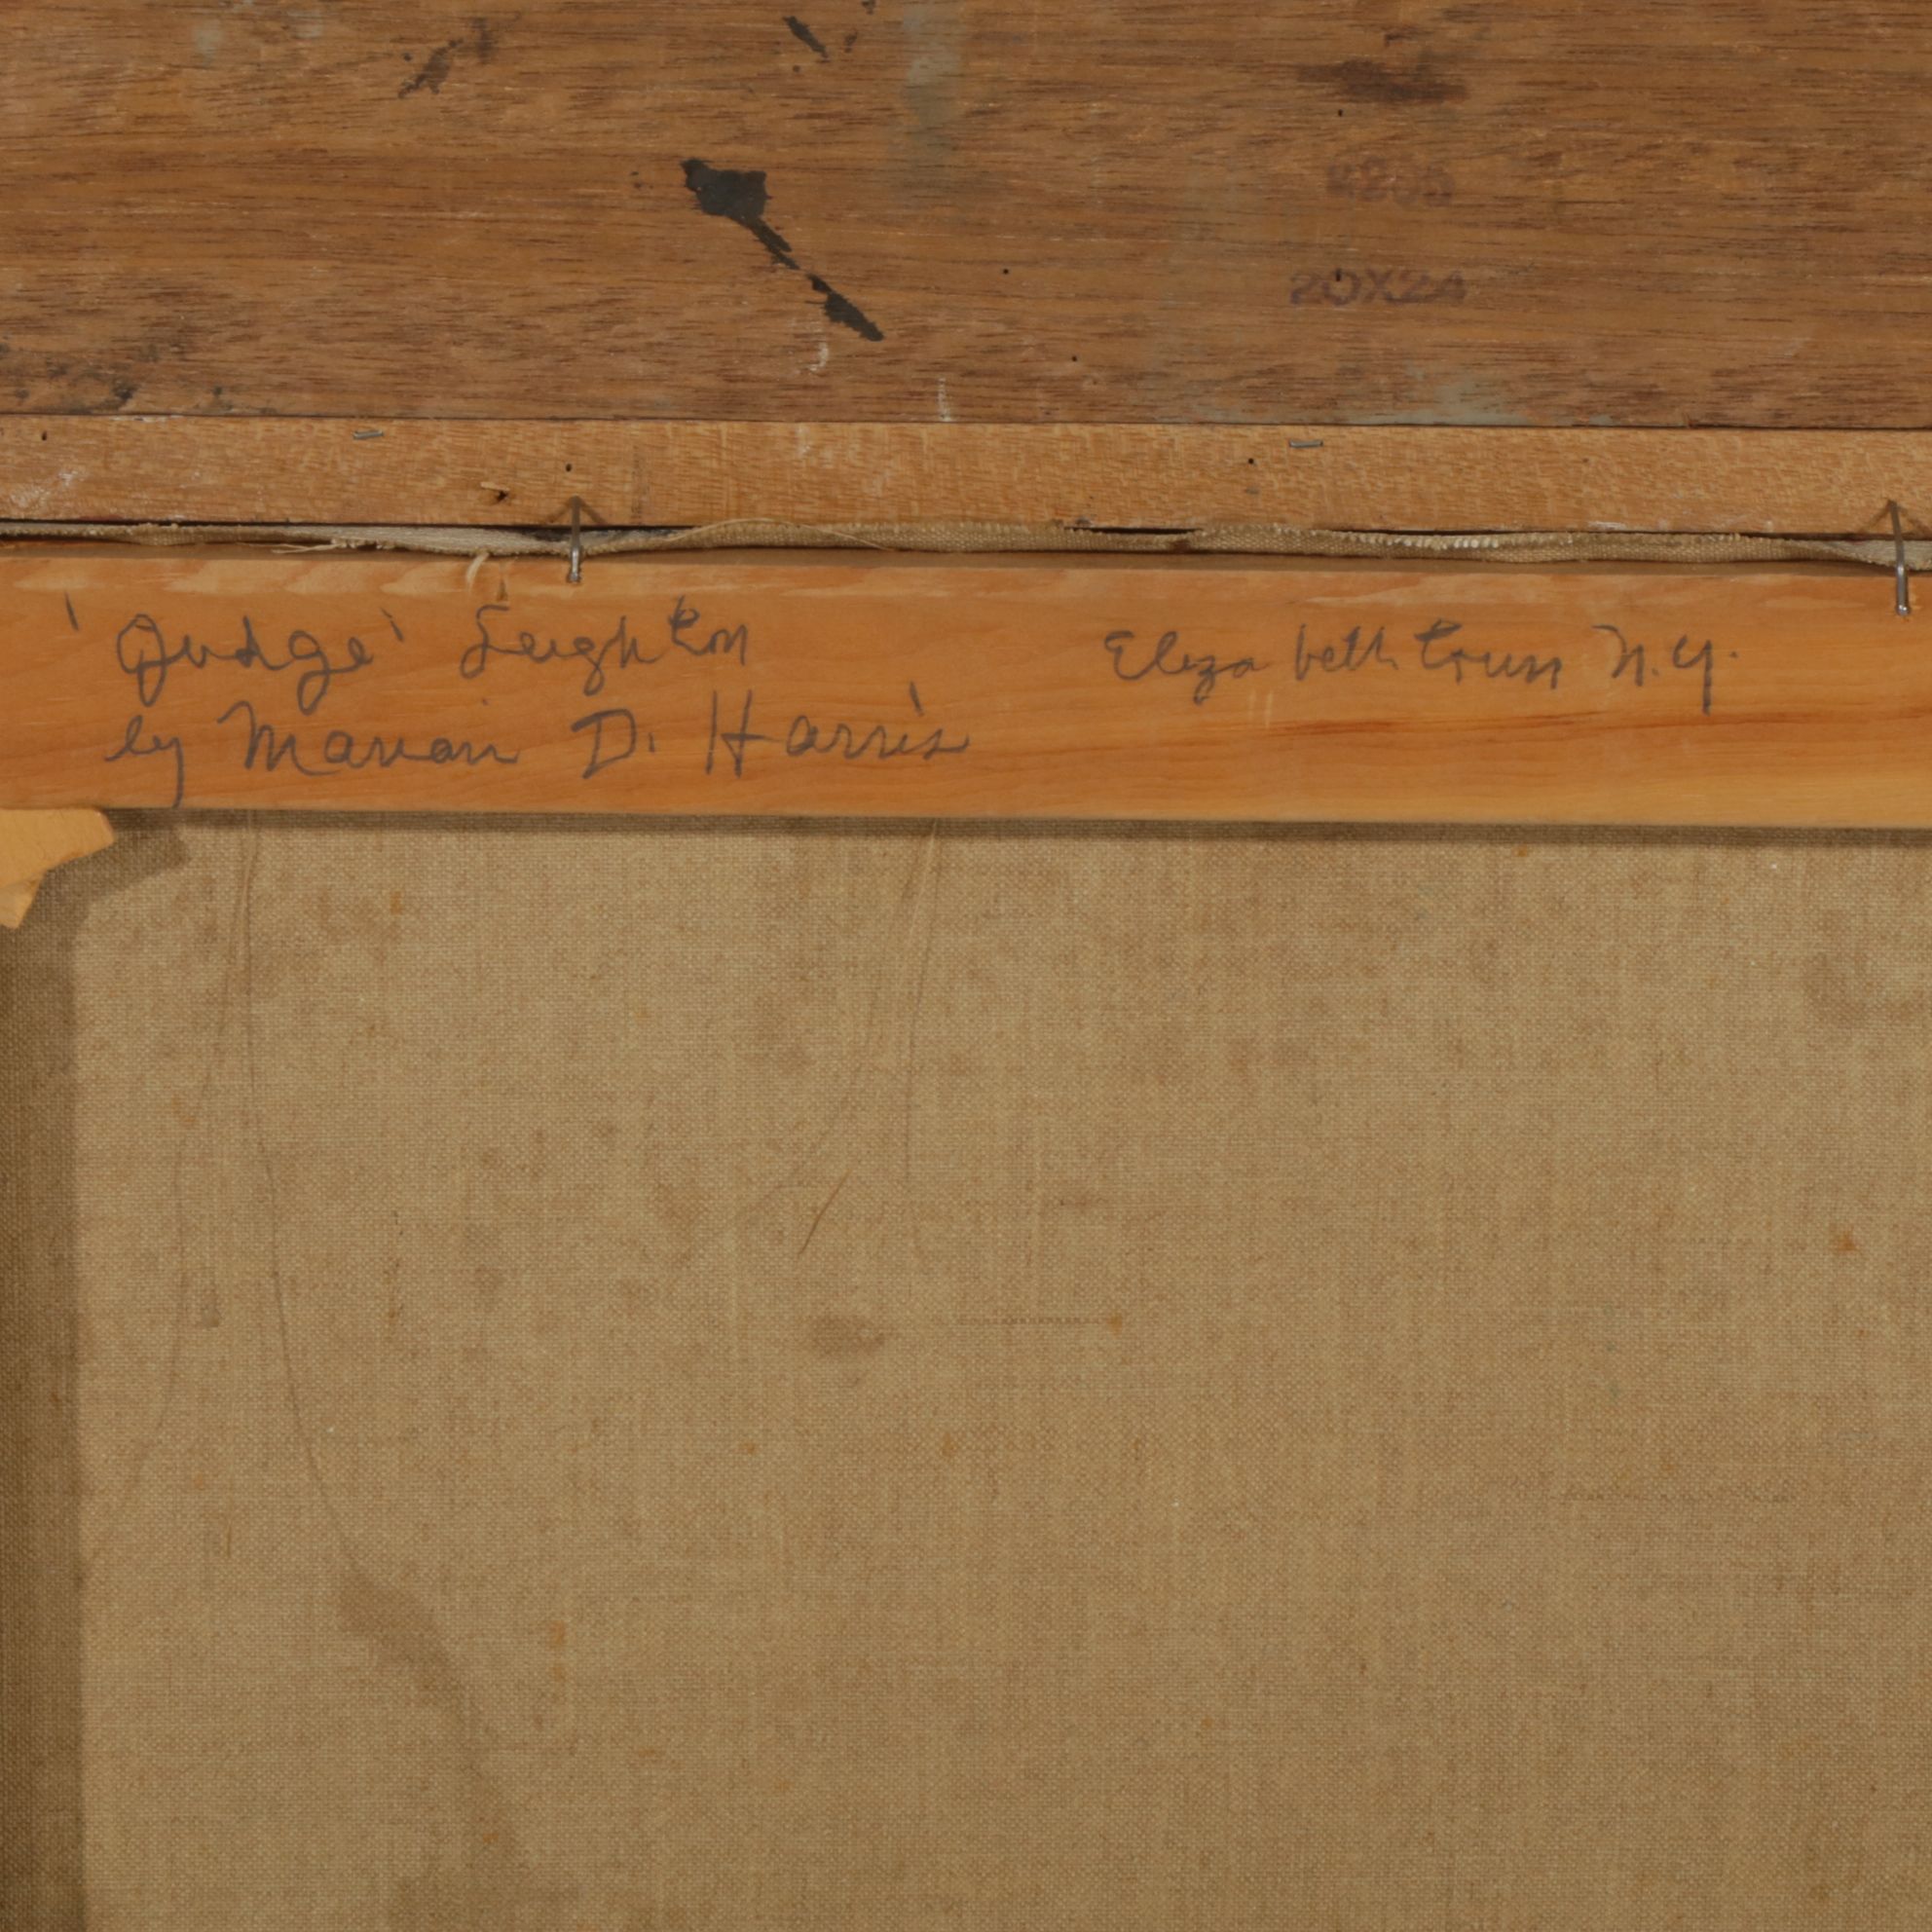 20X24
'Judge' Leighton
Elizabethtown N.Y.
by Marian D. Harris